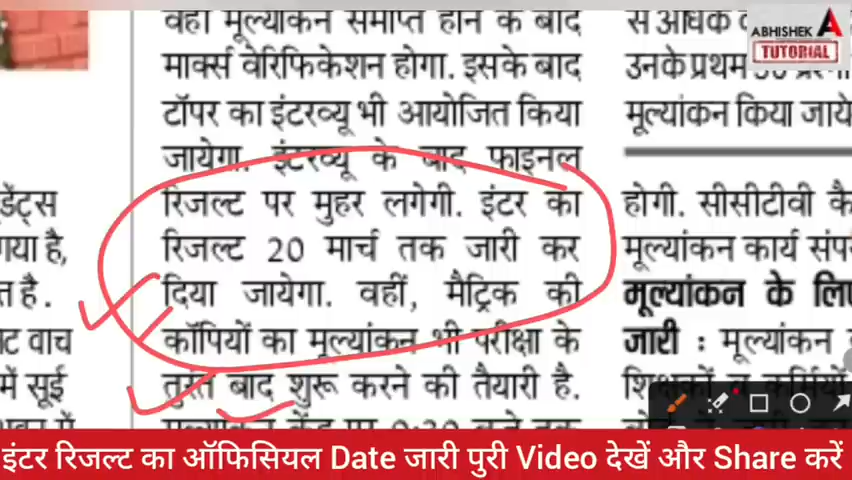 वहीं मूल्यांकन समाप्त होने के बाद
मार्क्स वेरिफिकेशन होगा. इसके बाद
टॉपर का इंटरव्यू भी आयोजित किया
जायेगा. इंटरव्यू के बाद फाइनल
रिजल्ट पर मुहर लगेगी. इंटर का
रिजल्ट 20 मार्च तक जारी कर
दिया जायेगा. वहीं, मैट्रिक की
कॉपियों का मूल्यांकन भी परीक्षा के
तुरंत बाद शुरू करने की तैयारी है.
से अधिक
उनके प्रथम
मूल्यांकन किया जाये
होगी. सीसीटीवी कै
मूल्यांकन कार्य संप
मूल्यांकन के लिए
जारी : मूल्यांकन
डेंट्स
गया है,
त है.
ट वाच
में सूई
ABHISHEK A
TUTORIAL
इंटर रिजल्ट का ऑफिसियल Date जारी पुरी Video देखें और Share करें